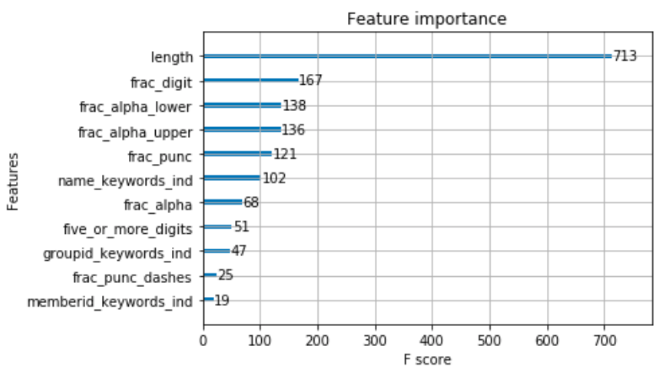 Feature importance
length 713
frac_digit 167
frac_alpha_lower 138
frac_alpha_upper 136
frac_punc 121
name_keywords_ind 102
frac_alpha 68
five_or_more_digits 51
groupid_keywords_ind 47
frac_punc_dashes 25
memberid_keywords_ind 19
Features
0 100 200 300 400 500 600 700
F score